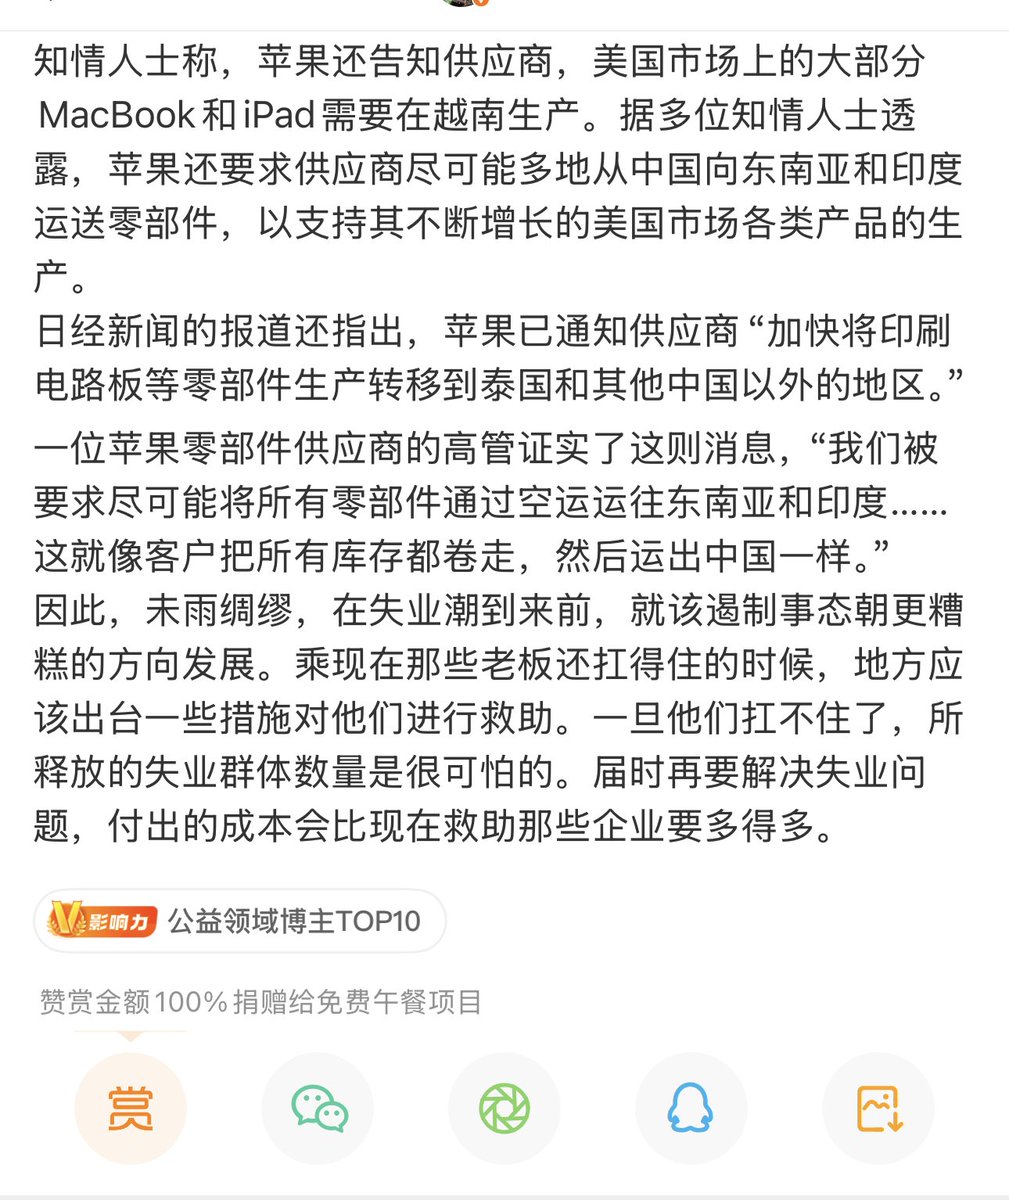 知情人士称，苹果还告知供应商，美国市场上的大部分
MacBook和iPad需要在越南生产。据多位知情人士透
露，苹果还要求供应商尽可能多地从中国向东南亚和印度
运送零部件，以支持其不断增长的美国市场各类产品的生
产。
日经新闻的报道还指出，苹果已通知供应商“加快将印刷
电路板等零部件生产转移到泰国和其他中国以外的地区。”
一位苹果零部件供应商的高管证实了这则消息，“我们被
要求尽可能将所有零部件通过空运运往东南亚和印度……
这就像客户把所有库存都卷走，然后运出中国一样。”
因此，未雨绸缪，在失业潮到来前，就该遏制事态朝更糟
糕的方向发展。乘现在那些老板还扛得住的时候，地方应
该出台一些措施对他们进行救助。一旦他们扛不住了，所
释放的失业群体数量是很可怕的。届时再要解决失业问
题，付出的成本会比现在救助那些企业要多得多。
V影响力 公益领域博主TOP10
赞赏金额100%捐赠给免费午餐项目
赏